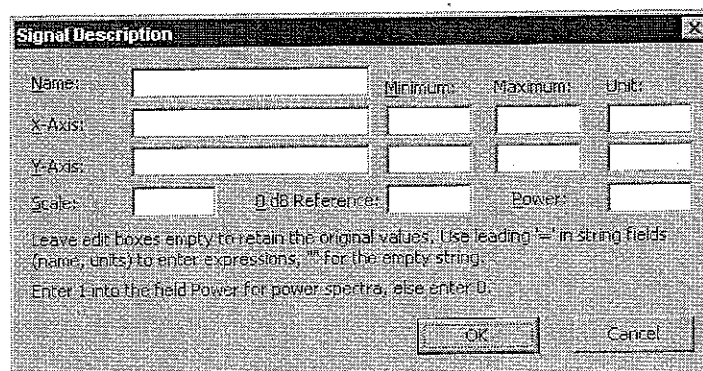 Signal Description
Name: Minimum: Maximum: Unit:
X-Axis:
Y-Axis:
Scale: 0 dB Reference: Power:
Leave edit boxes empty to retain the original values. Use leading '=' in string fields
(name, units) to enter expressions, "" for the empty string.
Enter 1 into the field Power for power spectra, else enter 0.
OK Cancel